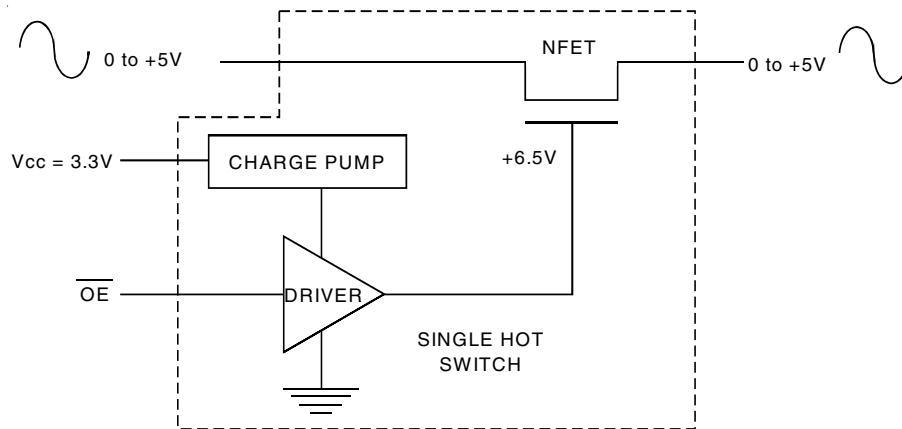 NFET
0 to +5V
0 to +5V
Vcc = 3.3V
CHARGE PUMP
+6.5V
OE
DRIVER
SINGLE HOT
SWITCH